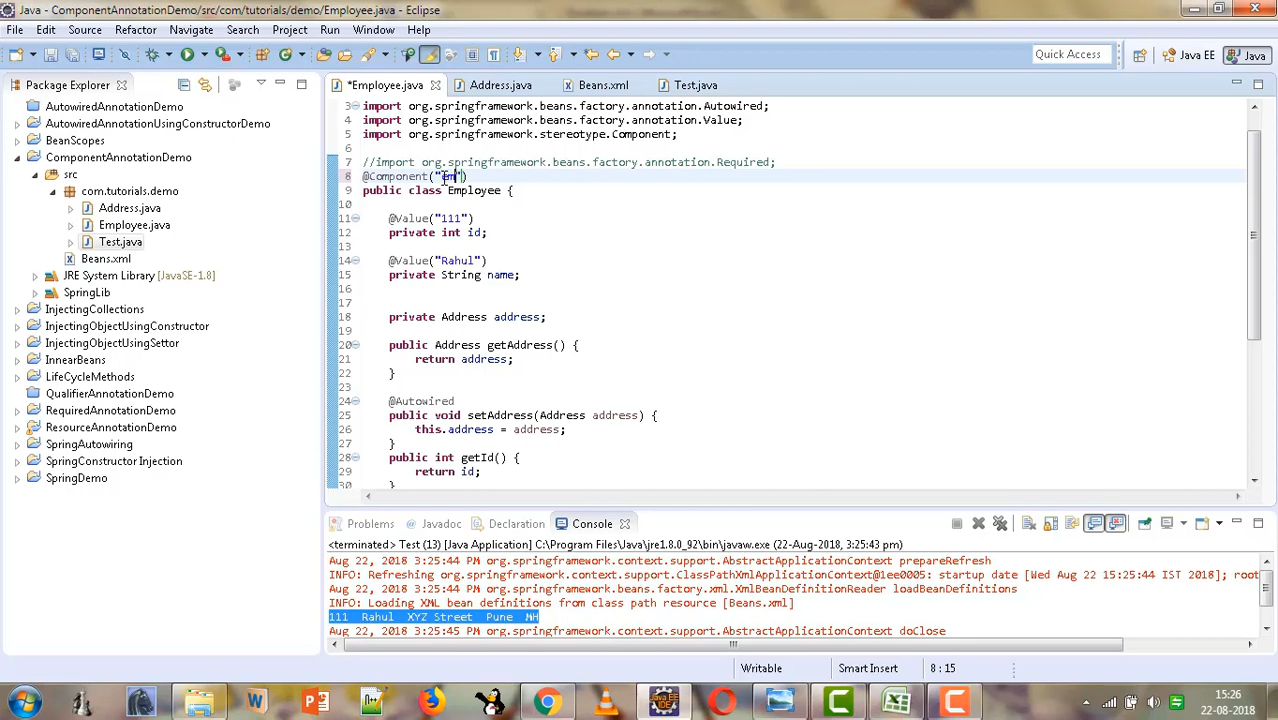 Java - ComponentAnnotationDemo/src/com/tutorials/demo/Employee.java - Eclipse
File Edit Source Refactor Navigate Search Project Run Window Help
Quick Access Java EE Java
Package Explorer
AutowiredAnnotationDemo
AutowiredAnnotationUsingConstructorDemo
BeanScopes
ComponentAnnotationDemo
src
com.tutorials.demo
Address.java
Employee.java
Test.java
Beans.xml
JRE System Library [JavaSE-1.8]
SpringLib
InjectingCollections
InjectingObjectUsingConstructor
InjectingObjectUsingSettor
InnearBeans
LifeCycleMethods
QualifierAnnotationDemo
RequiredAnnotationDemo
ResourceAnnotationDemo
SpringAutowiring
SpringConstructor Injection
SpringDemo
*Employee.java Address.java Beans.xml Test.java
3 import org.springframework.beans.factory.annotation.Autowired;
4 import org.springframework.beans.factory.annotation.Value;
5 import org.springframework.stereotype.Component;
6
7 //import org.springframework.beans.factory.annotation.Required;
8 @Component("em")
9 public class Employee {
10
11 @Value("111")
12 private int id;
13
14 @Value("Rahul")
15 private String name;
16
17
18 private Address address;
19
20 public Address getAddress() {
21 return address;
22 }
23
24 @Autowired
25 public void setAddress(Address address) {
26 this.address = address;
27 }
28 public int getId() {
29 return id;
30 }
Problems Javadoc Declaration Console
<terminated> Test (13) [Java Application] C:\Program Files\Java\jre1.8.0_92\bin\javaw.exe (22-Aug-2018, 3:25:43 PM)
Aug 22, 2018 3:25:44 PM org.springframework.context.support.AbstractApplicationContext prepareRefresh
INFO: Refreshing org.springframework.context.support.ClassPathXmlApplicationContext@1ee0005: startup date [Wed Aug 22 15:25:44 IST 2018]; root
Aug 22, 2018 3:25:44 PM org.springframework.beans.factory.xml.XmlBeanDefinitionReader loadBeanDefinitions
INFO: Loading XML bean definitions from class path resource [Beans.xml]
111 Rahul XYZ Street Pune MH
Aug 22, 2018 3:25:45 PM org.springframework.context.support.AbstractApplicationContext doClose
Writable Smart Insert 8 : 15
15:26
22-08-2018